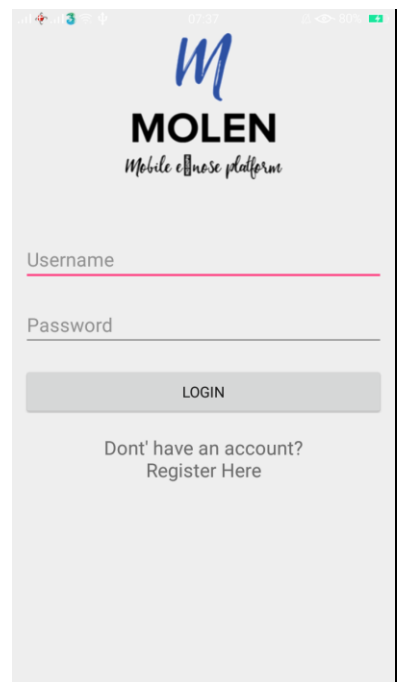 07:37
80%
M
MOLEN
Mobile e▯nose platform
Username
Password
LOGIN
Dont' have an account?
Register Here